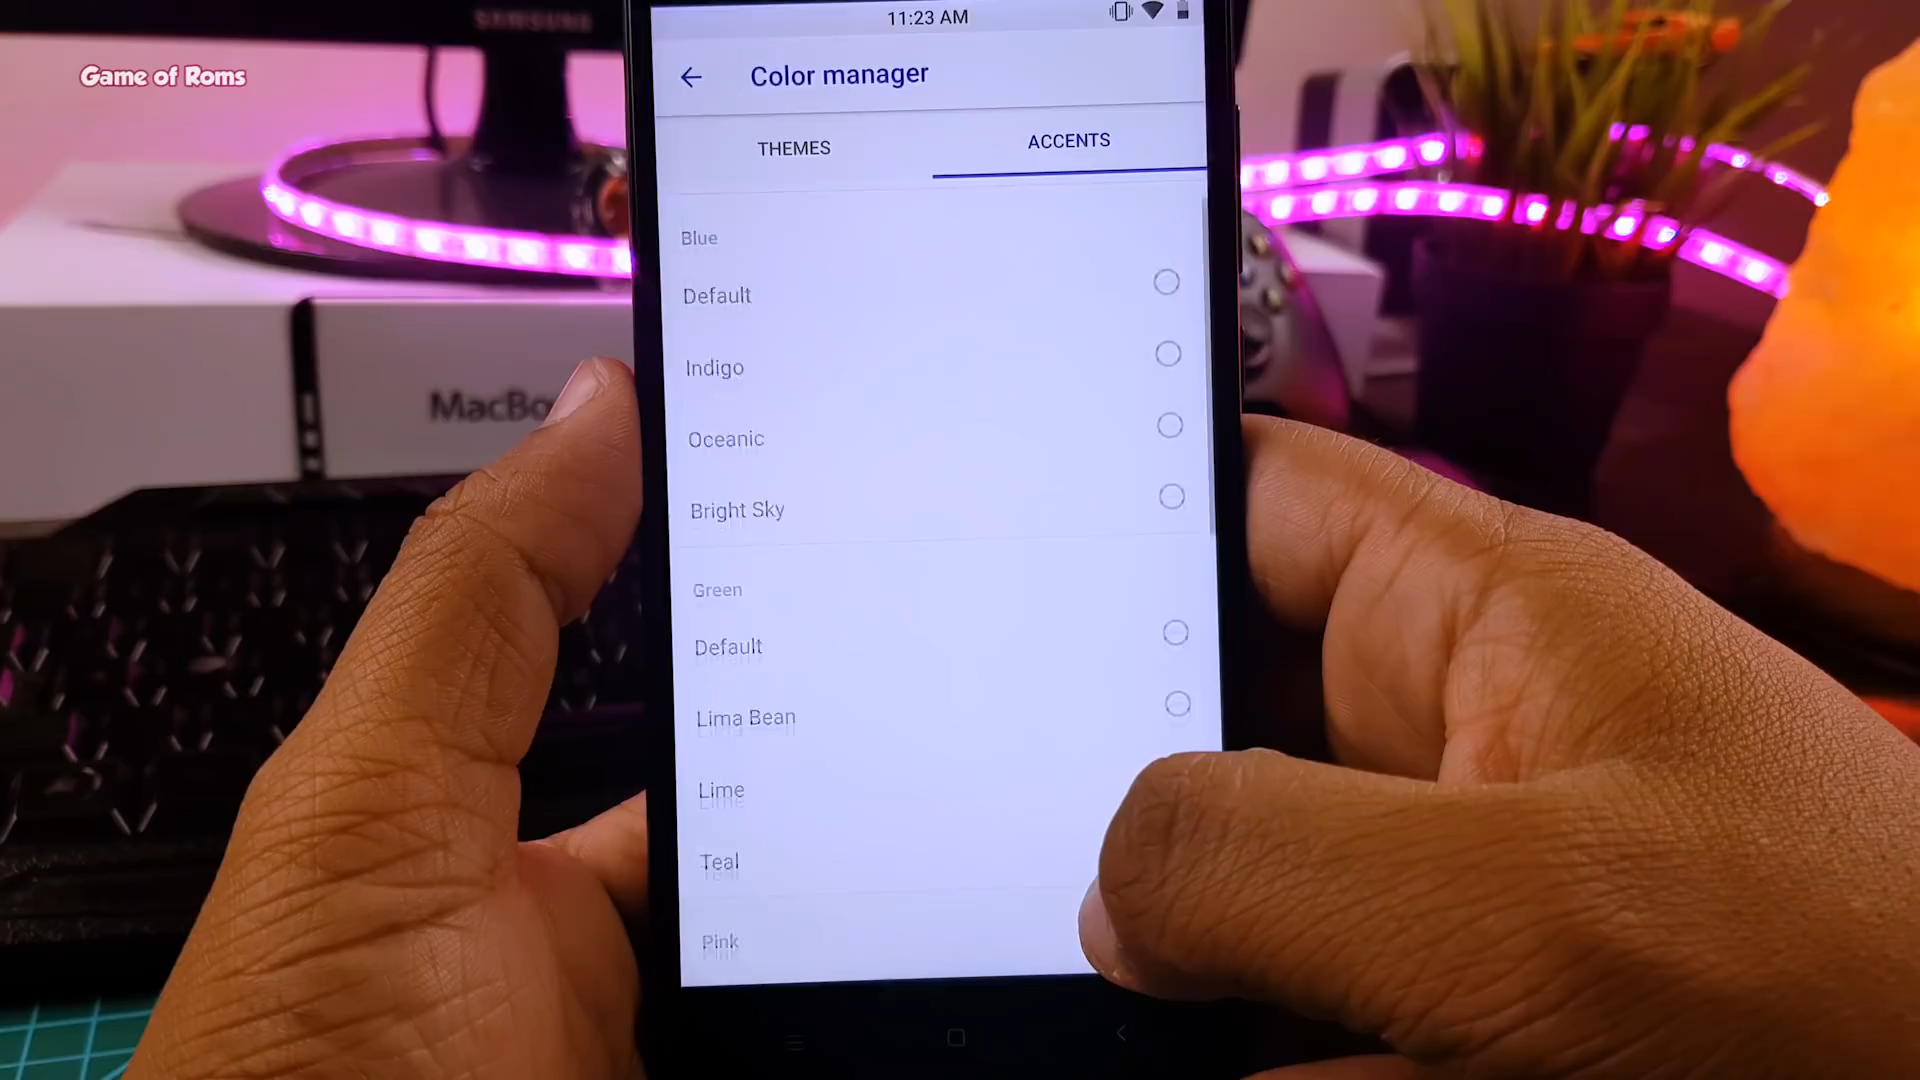 SAMSUNG
Game of Roms
11:23 AM
Color manager
THEMES
ACCENTS
Blue
Default
Indigo
Oceanic
Bright Sky
Green
Default
Lima Bean
Lime
Teal
Pink
MacBo